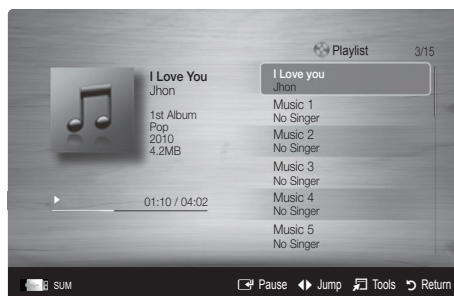 Playlist 3/15
I Love You
Jhon
1st Album
Pop
2010
4.2MB
01:10 / 04:02
I Love you
Jhon
Music 1
No Singer
Music 2
No Singer
Music 3
No Singer
Music 4
No Singer
Music 5
No Singer
SUM Pause Jump Tools Return